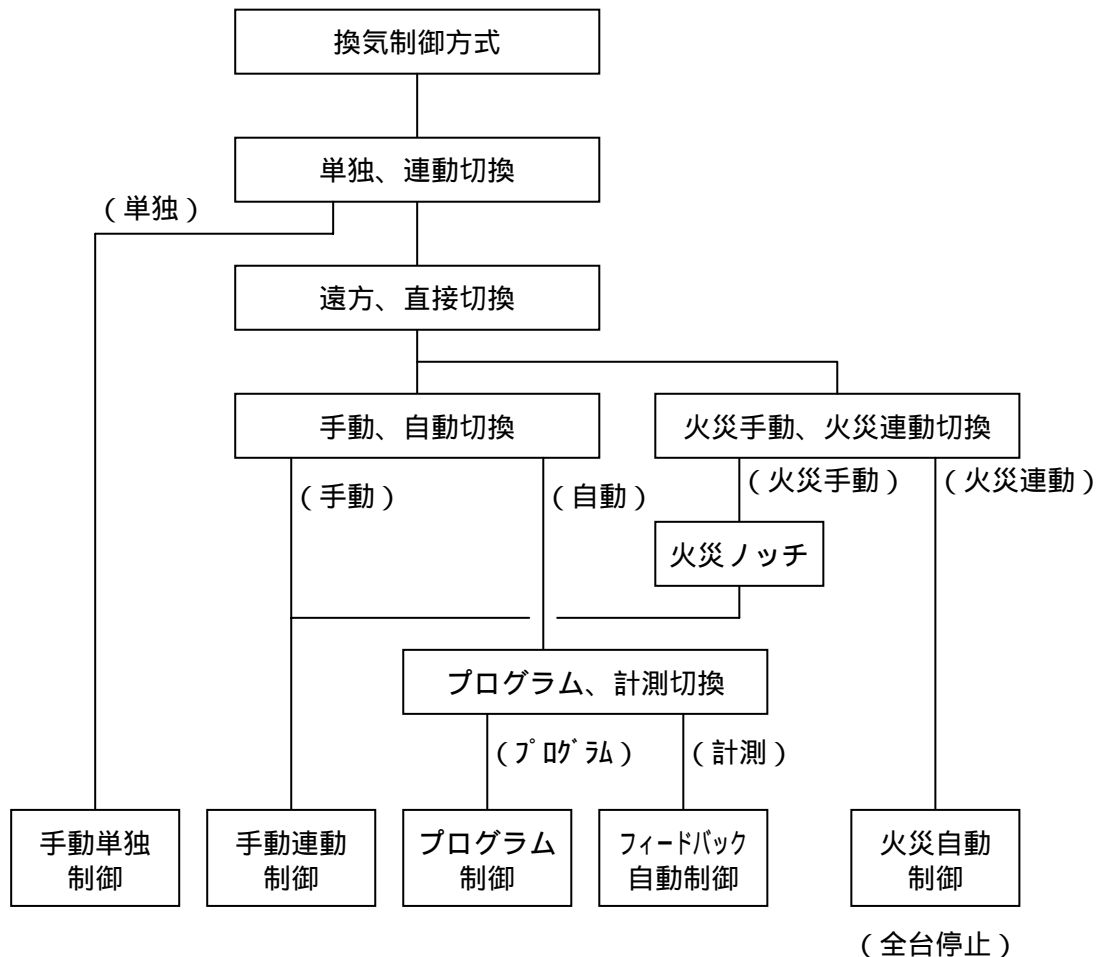 換気制御方式
単独、連動切換
（単独）
遠方、直接切換
手動、自動切換
火災手動、火災連動切換
（手動）
（自動）
（火災手動）
（火災連動）
火災ノッチ
プログラム、計測切換
（ﾌﾟﾛｸﾞﾗﾑ）
（計測）
手動単独
制御
手動連動
制御
プログラム
制御
フィードバック
自動制御
火災自動
制御
（全台停止）